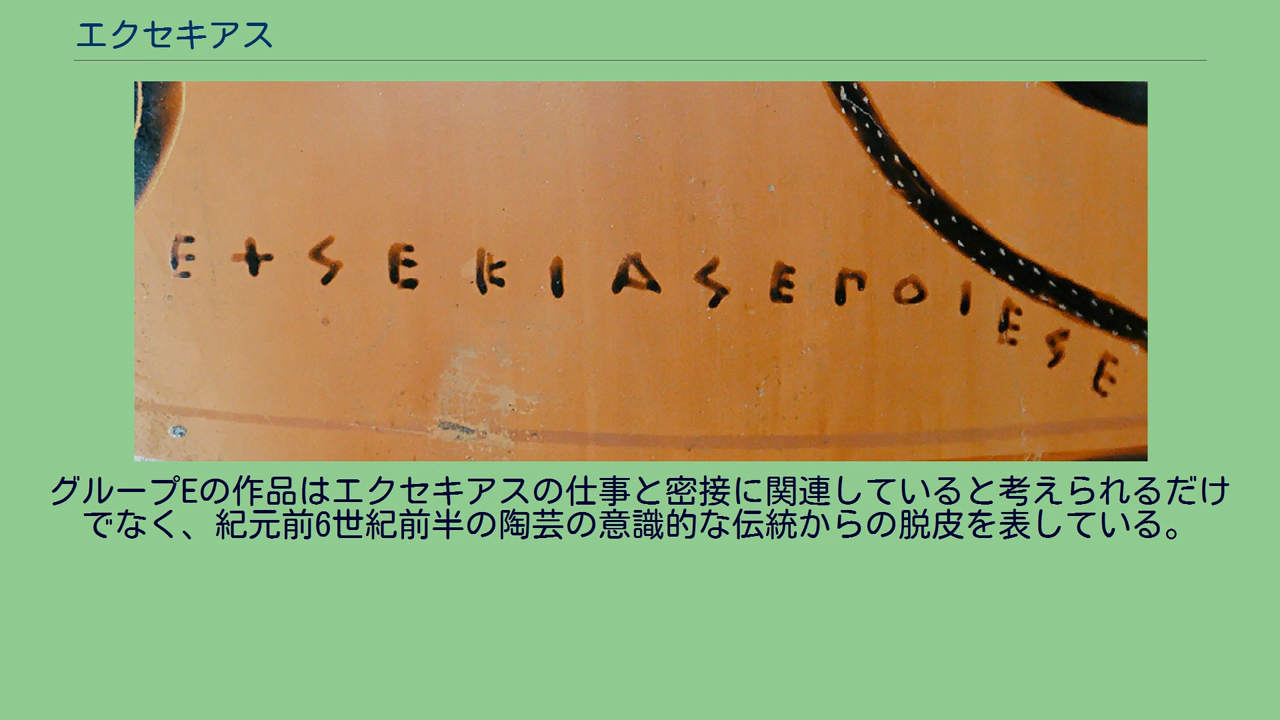 エクセキアス
E+SEKIASEΠOIESE
グループEの作品はエクセキアスの仕事と密接に関連していると考えられるだけ
でなく、紀元前6世紀前半の陶芸の意識的な伝統からの脱皮を表している。